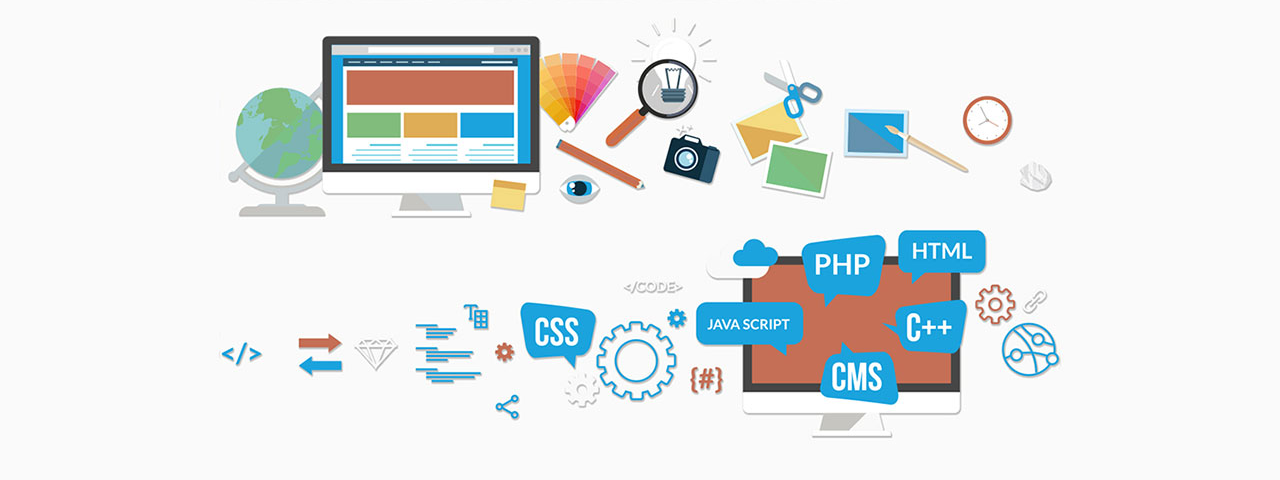 PHP
HTML
</CODE>
CSS
JAVA SCRIPT
C++
</>
{#}
CMS